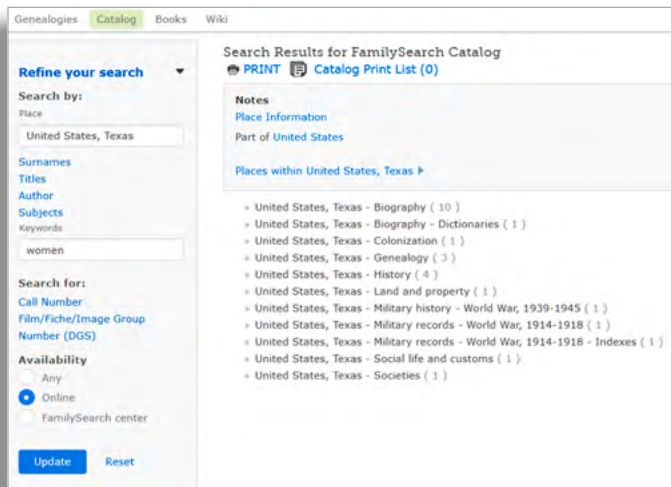 Genealogies Catalog Books Wiki
Refine your search
Search by:
Place
United States, Texas
Surnames
Titles
Author
Subjects
Keywords
women
Search for:
Call Number
Film/Fiche/Image Group
Number (DGS)
Availability
Any
Online
FamilySearch center
Update Reset
Search Results for FamilySearch Catalog
PRINT Catalog Print List (0)
Notes
Place Information
Part of United States
Places within United States, Texas
United States, Texas - Biography ( 10 )
United States, Texas - Biography - Dictionaries ( 1 )
United States, Texas - Colonization ( 1 )
United States, Texas - Genealogy ( 3 )
United States, Texas - History ( 4 )
United States, Texas - Land and property ( 1 )
United States, Texas - Military history - World War, 1939-1945 ( 1 )
United States, Texas - Military records - World War, 1914-1918 ( 1 )
United States, Texas - Military records - World War, 1914-1918 - Indexes ( 1 )
United States, Texas - Social life and customs ( 1 )
United States, Texas - Societies ( 1 )